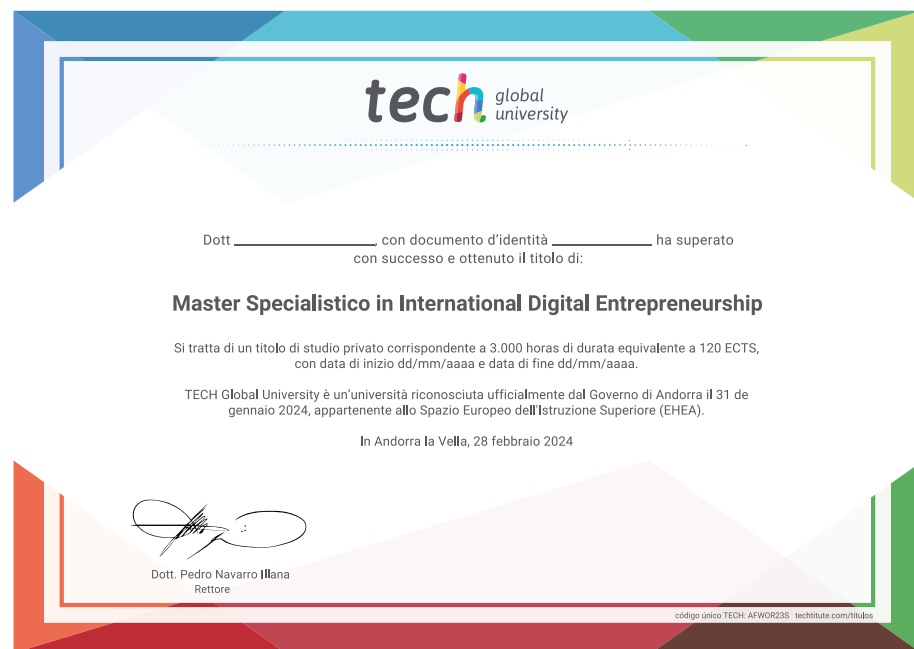 tech global university
Dott ____________, con documento d'identità ____________ ha superato
con successo e ottenuto il titolo di:
Master Specialistico in International Digital Entrepreneurship
Si tratta di un titolo di studio privato corrispondente a 3.000 horas di durata equivalente a 120 ECTS,
con data di inizio dd/mm/aaaa e data di fine dd/mm/aaaa.
TECH Global University è un'università riconosciuta ufficialmente dal Governo di Andorra il 31 de
gennaio 2024, appartenente allo Spazio Europeo dell'Istruzione Superiore (EHEA).
In Andorra la Vella, 28 febbraio 2024
Dott. Pedro Navarro Illana
Rettore
código único TECH: AFWOR23S techtitute.com/titulos